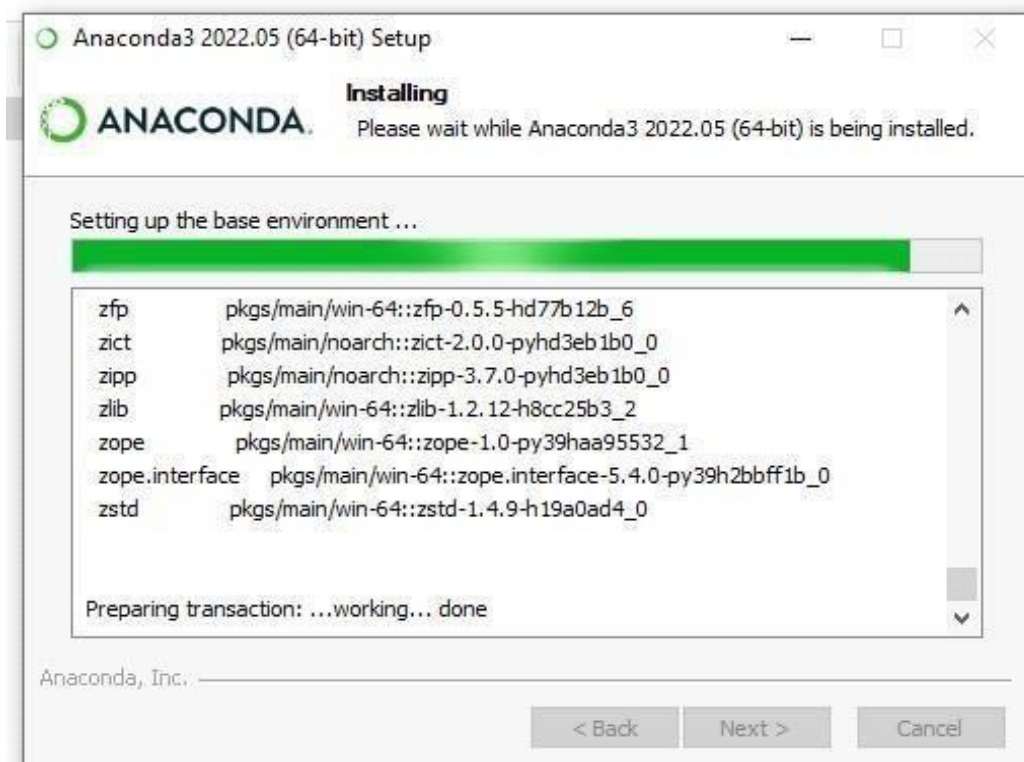 Anaconda3 2022.05 (64-bit) Setup
ANACONDA.
Installing
Please wait while Anaconda3 2022.05 (64-bit) is being installed.
Setting up the base environment ...
zfp pkgs/main/win-64::zfp-0.5.5-hd77b12b_6
zict pkgs/main/noarch::zict-2.0.0-pyhd3eb1b0_0
zipp pkgs/main/noarch::zipp-3.7.0-pyhd3eb1b0_0
zlib pkgs/main/win-64::zlib-1.2.12-h8cc25b3_2
zope pkgs/main/win-64::zope-1.0-py39haa95532_1
zope.interface pkgs/main/win-64::zope.interface-5.4.0-py39h2bbff1b_0
zstd pkgs/main/win-64::zstd-1.4.9-h19a0ad4_0
Preparing transaction: ...working... done
Anaconda, Inc.
< Back Next > Cancel